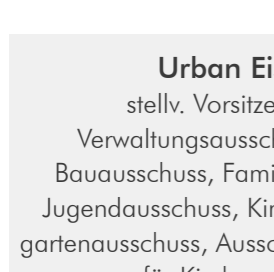 Urban Ei
stellv. Vorsitze
Verwaltungsaussch
Bauausschuss, Fami
Jugendausschuss, Kin
gartenausschuss, Aussc